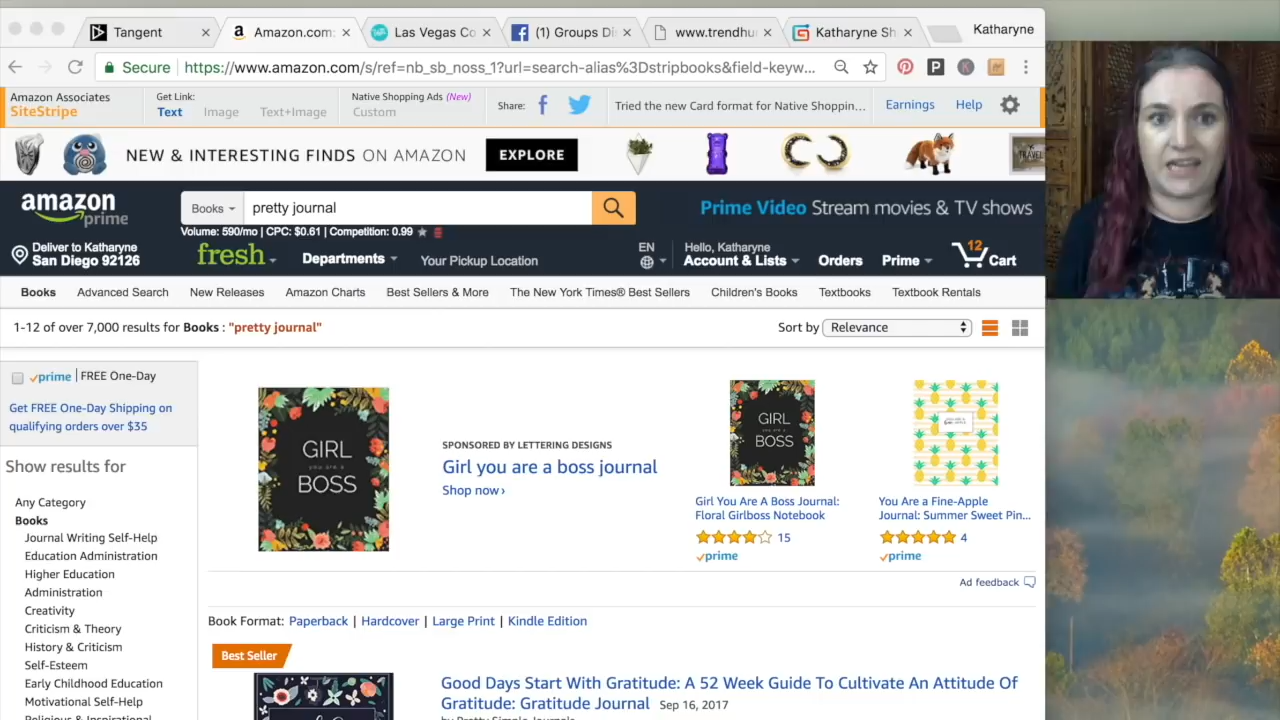 Tangent
Amazon.com:
Las Vegas Co
(1) Groups Di
www.trendhu
Katharyne Sh
Katharyne
Secure
https://www.amazon.com/s/ref=nb_sb_noss_1?url=search-alias%3Dstripbooks&field-keyw...
Amazon Associates
SiteStripe
Get Link:
Text
Image
Text+Image
Native Shopping Ads (New)
Custom
Share:
Tried the new Card format for Native Shoppin...
Earnings
Help
NEW & INTERESTING FINDS ON AMAZON
EXPLORE
amazon
prime
Books
pretty journal
Prime Video Stream movies & TV shows
Volume: 590/mo | CPC: $0.61 | Competition: 0.99
Deliver to Katharyne
San Diego 92126
fresh
Departments
Your Pickup Location
EN
Hello, Katharyne
Account & Lists
Orders
Prime
12
Cart
Books
Advanced Search
New Releases
Amazon Charts
Best Sellers & More
The New York Times® Best Sellers
Children's Books
Textbooks
Textbook Rentals
1-12 of over 7,000 results for Books : "pretty journal"
Sort by
Relevance
prime | FREE One-Day
Get FREE One-Day Shipping on
qualifying orders over $35
Show results for
Any Category
Books
Journal Writing Self-Help
Education Administration
Higher Education
Administration
Creativity
Criticism & Theory
History & Criticism
Self-Esteem
Early Childhood Education
Motivational Self-Help
Religious & Inspirational
GIRL
you are a
BOSS
SPONSORED BY LETTERING DESIGNS
Girl you are a boss journal
Shop now ›
GIRL
you are a
BOSS
Girl You Are A Boss Journal:
Floral Girlboss Notebook
15
prime
You Are a Fine-Apple
Journal: Summer Sweet Pin...
4
prime
Ad feedback
Book Format: Paperback | Hardcover | Large Print | Kindle Edition
Best Seller
Good Days Start With Gratitude: A 52 Week Guide To Cultivate An Attitude Of
Gratitude: Gratitude Journal Sep 16, 2017
by Pretty Simple Journals